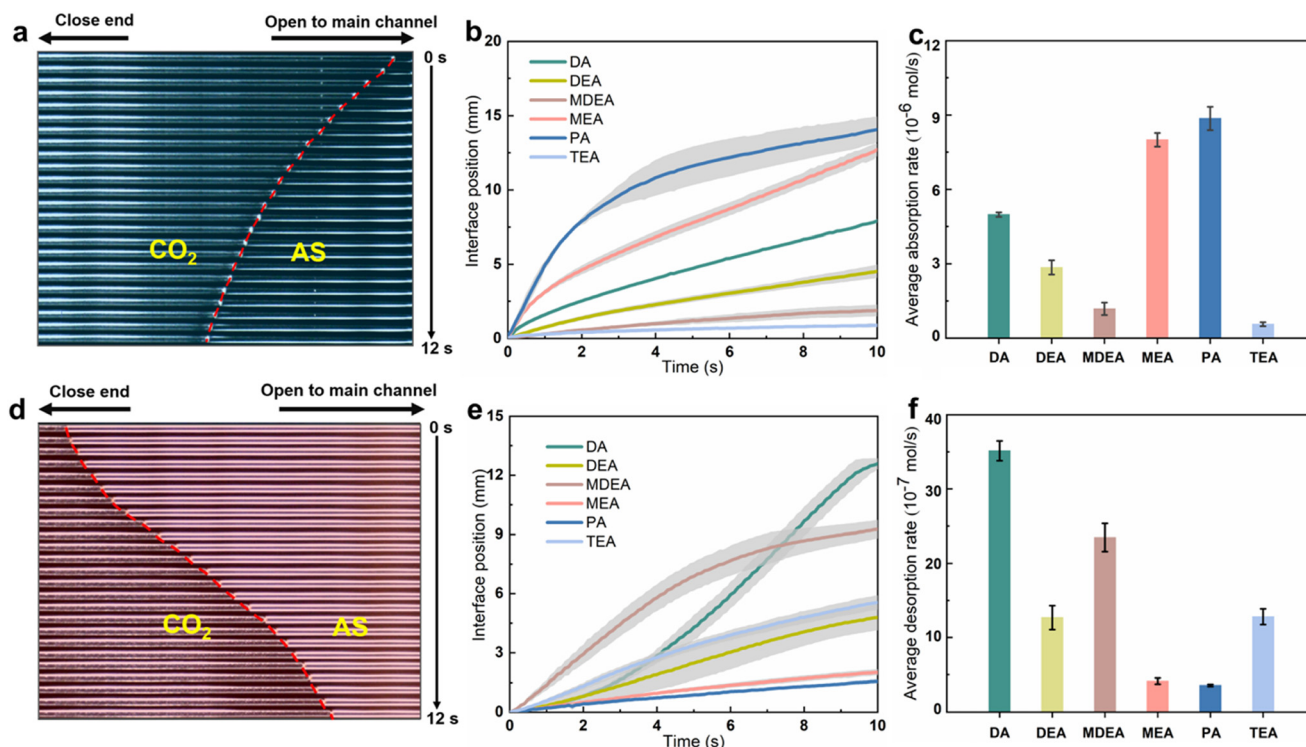 a
Close end
Open to main channel
0 s
CO2
AS
12 s
b
20
15
10
5
0
Interface position (mm)
DA
DEA
MDEA
MEA
PA
TEA
0 2 4 6 8 10
Time (s)
c
12
9
6
3
0
Average absorption rate (10-6 mol/s)
DA DEA MDEA MEA PA TEA
d
Close end
Open to main channel
0 s
CO2
AS
12 s
e
15
12
9
6
3
0
Interface position (mm)
DA
DEA
MDEA
MEA
PA
TEA
0 2 4 6 8 10
Time (s)
f
40
30
20
10
0
Average desorption rate (10-7 mol/s)
DA DEA MDEA MEA PA TEA